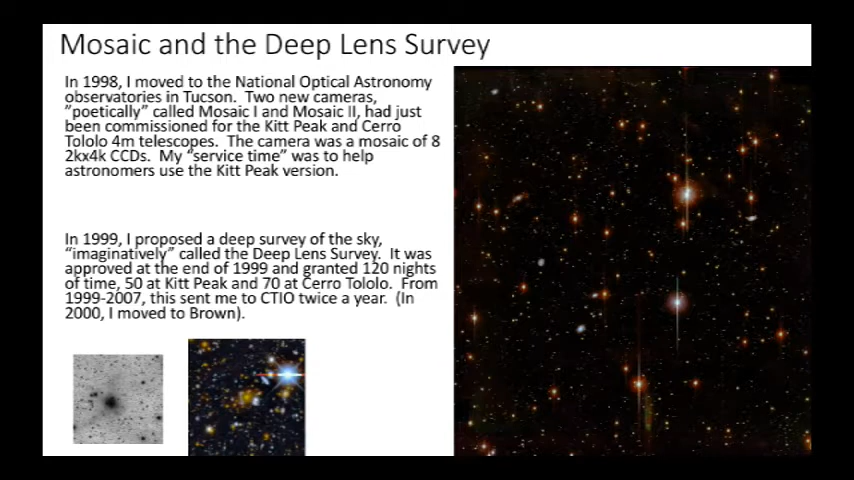 Mosaic and the Deep Lens Survey
In 1998, I moved to the National Optical Astronomy
observatories in Tucson.  Two new cameras,
"poetically" called Mosaic I and Mosaic II, had just
been commissioned for the Kitt Peak and Cerro
Tololo 4m telescopes.  The camera was a mosaic of 8
2kx4k CCDs.  My "service time" was to help
astronomers use the Kitt Peak version.
In 1999, I proposed a deep survey of the sky,
"imaginatively" called the Deep Lens Survey.  It was
approved at the end of 1999 and granted 120 nights
of time, 50 at Kitt Peak and 70 at Cerro Tololo.  From
1999-2007, this sent me to CTIO twice a year.  (In
2000, I moved to Brown).